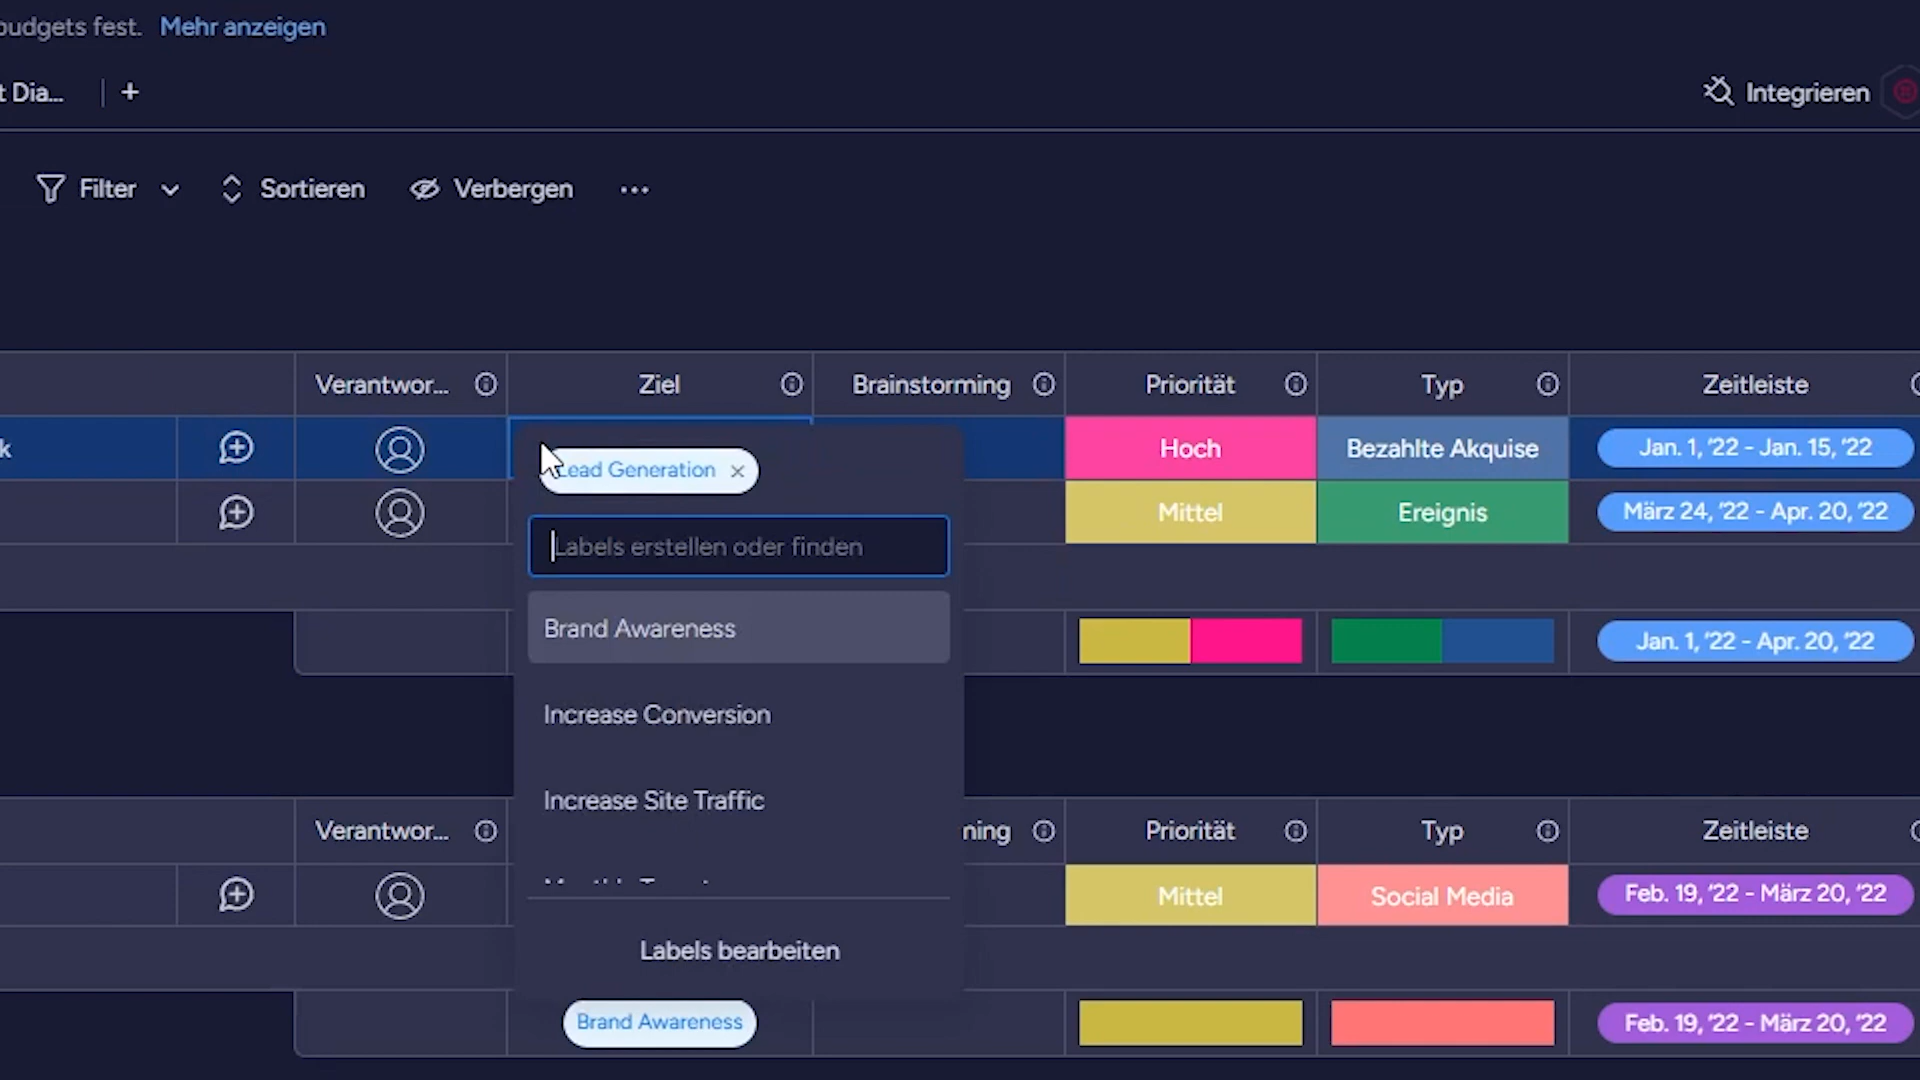 budgets fest. Mehr anzeigen
t Dia... +
Integrieren
Filter Sortieren Verbergen ...
Verantwor... Ziel Brainstorming Priorität Typ Zeitleiste
k Hoch Bezahlte Akquise Jan. 1, '22 - Jan. 15, '22
Lead Generation ×
Mittel Ereignis März 24, '22 - Apr. 20, '22
Labels erstellen oder finden
Brand Awareness
Jan. 1, '22 - Apr. 20, '22
Increase Conversion
Increase Site Traffic
Verantwor... ming Priorität Typ Zeitleiste
Mittel Social Media Feb. 19, '22 - März 20, '22
Labels bearbeiten
Brand Awareness Feb. 19, '22 - März 20, '22